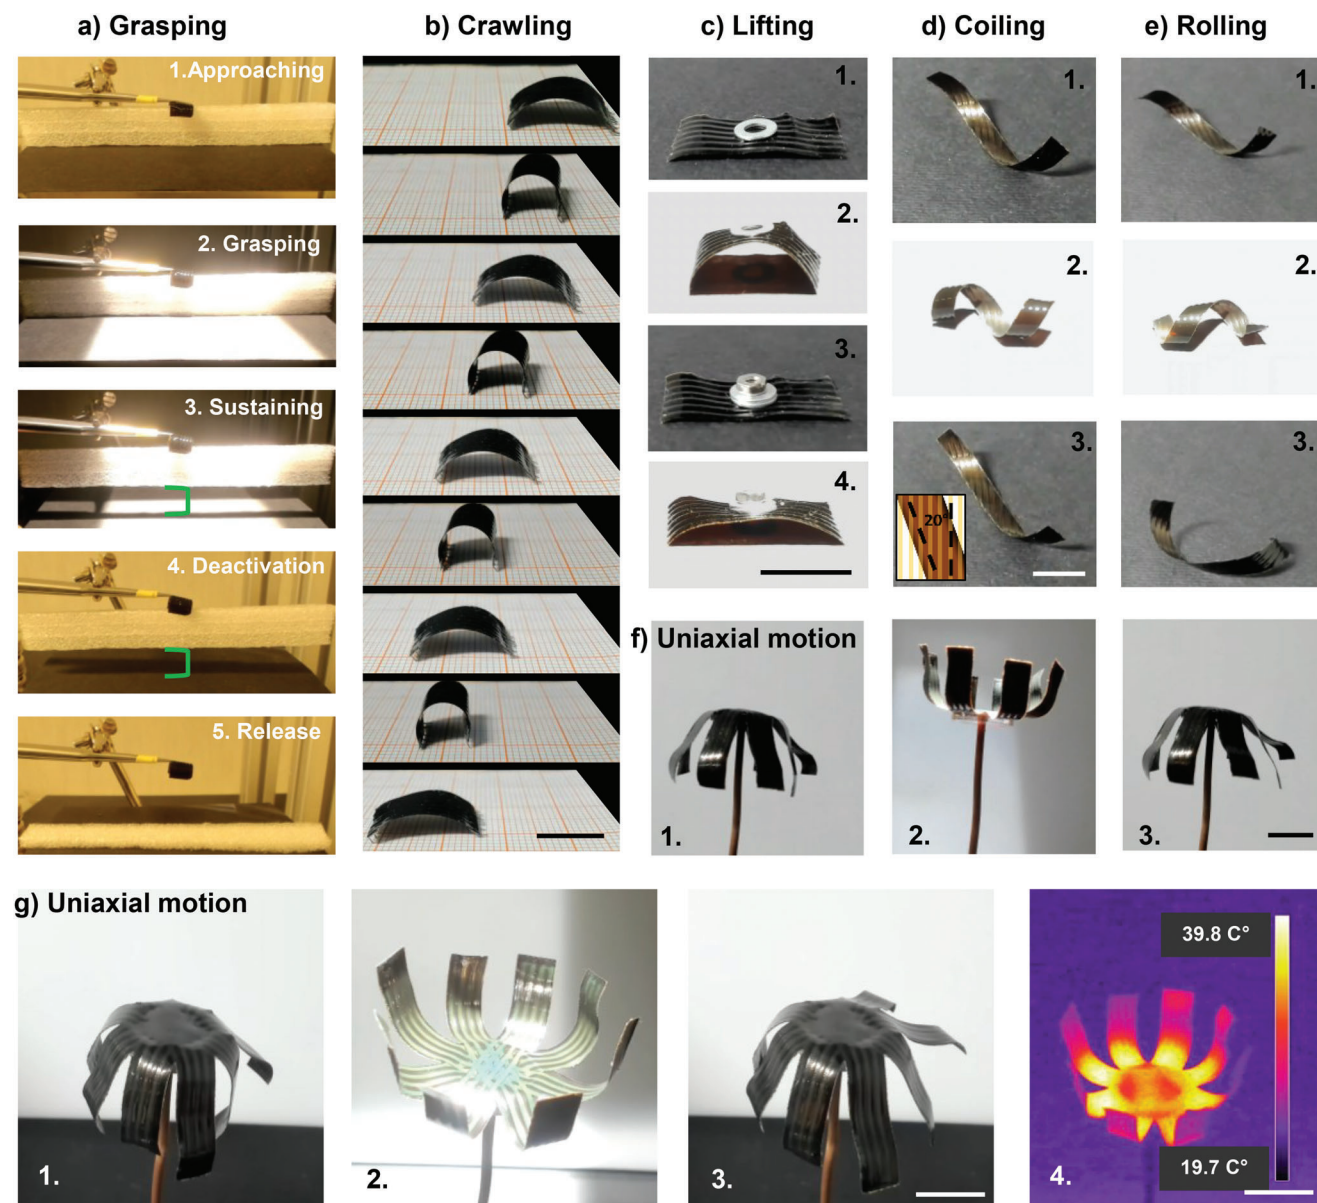 a) Grasping
b) Crawling
c) Lifting
d) Coiling
e) Rolling
1.Approaching
2. Grasping
3. Sustaining
4. Deactivation
5. Release
1.
2.
3.
4.
1.
2.
3.
20°
1.
2.
3.
f) Uniaxial motion
1.
2.
3.
g) Uniaxial motion
1.
2.
3.
39.8 C°
19.7 C°
4.